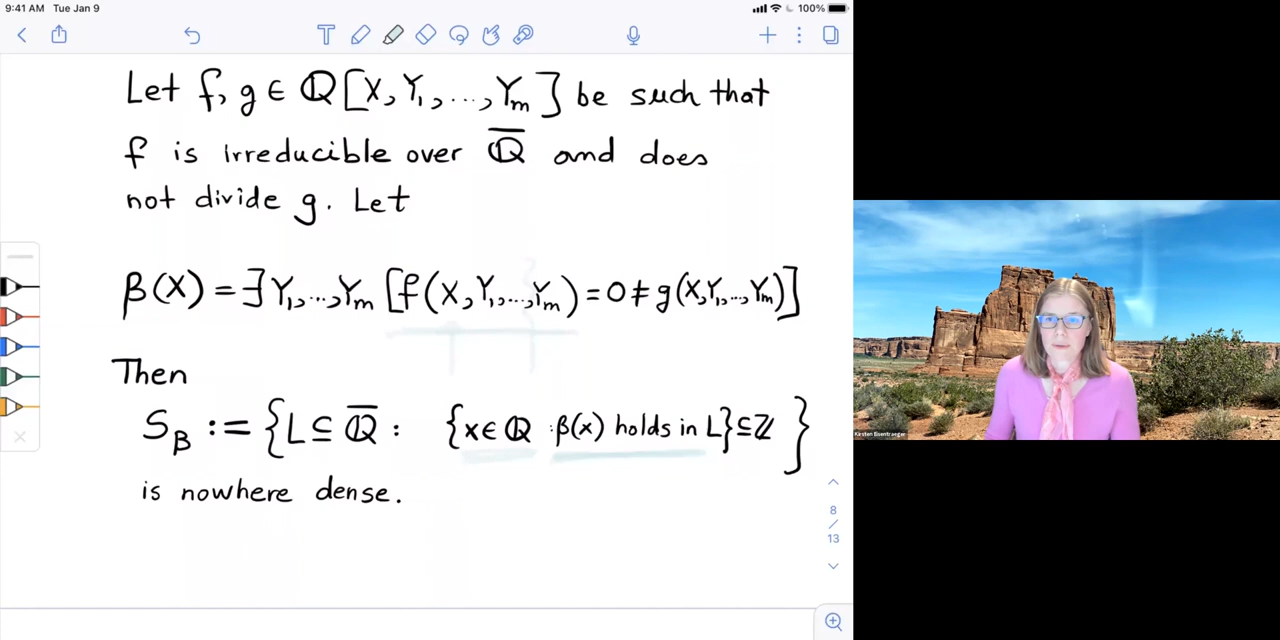 9:41 AM Tue Jan 9
100%
Let f, g ∈ ℚ[X, Y₁, ..., Yₘ] be such that
f is irreducible over ℚ̅ and does
not divide g. Let
β(X) = ∃ Y₁, ..., Yₘ [f(X, Y₁, ..., Yₘ) = 0 ≠ g(X, Y₁, ..., Yₘ)]
Then
S_β := {L ⊆ ℚ̅ : {x ∈ ℚ : β(x) holds in L} ⊆ ℤ }
is nowhere dense.
8
/
13
Kirsten Eisentraeger